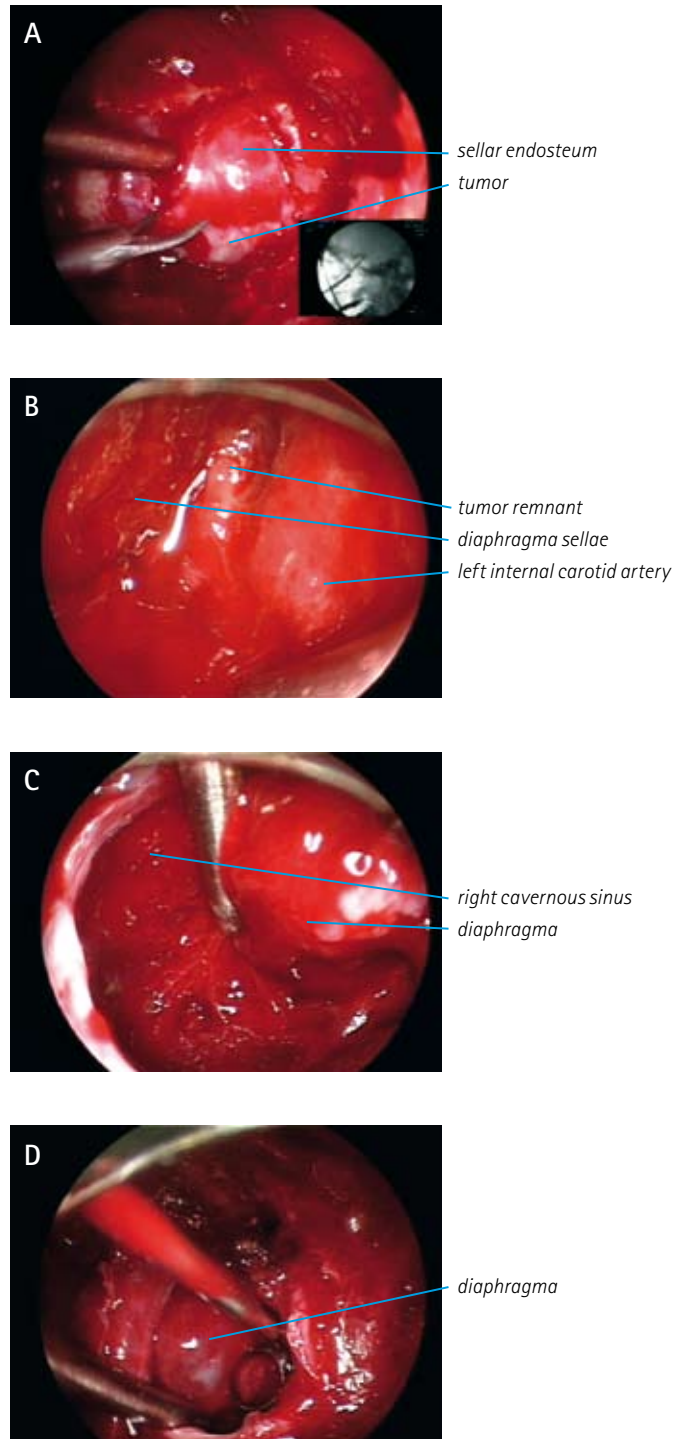 A
sellar endosteum
tumor
B
tumor remnant
diaphragma sellae
left internal carotid artery
C
right cavernous sinus
diaphragma
D
diaphragma